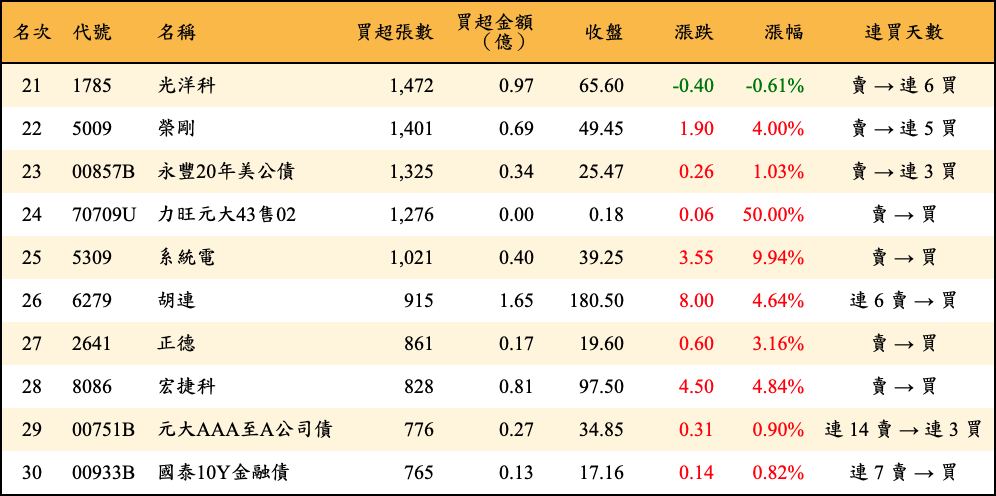 名次 代號 名稱 買超張數 買超金額（億） 收盤 漲跌 漲幅 連買天數
21 1785 光洋科 1,472 0.97 65.60 -0.40 -0.61% 賣 → 連 6 買
22 5009 榮剛 1,401 0.69 49.45 1.90 4.00% 賣 → 連 5 買
23 00857B 永豐20年美公債 1,325 0.34 25.47 0.26 1.03% 賣 → 連 3 買
24 70709U 力旺元大43售02 1,276 0.00 0.18 0.06 50.00% 賣 → 買
25 5309 系統電 1,021 0.40 39.25 3.55 9.94% 賣 → 買
26 6279 胡連 915 1.65 180.50 8.00 4.64% 連 6 賣 → 買
27 2641 正德 861 0.17 19.60 0.60 3.16% 賣 → 買
28 8086 宏捷科 828 0.81 97.50 4.50 4.84% 賣 → 買
29 00751B 元大AAA至A公司債 776 0.27 34.85 0.31 0.90% 連 14 賣 → 連 3 買
30 00933B 國泰10Y金融債 765 0.13 17.16 0.14 0.82% 連 7 賣 → 買